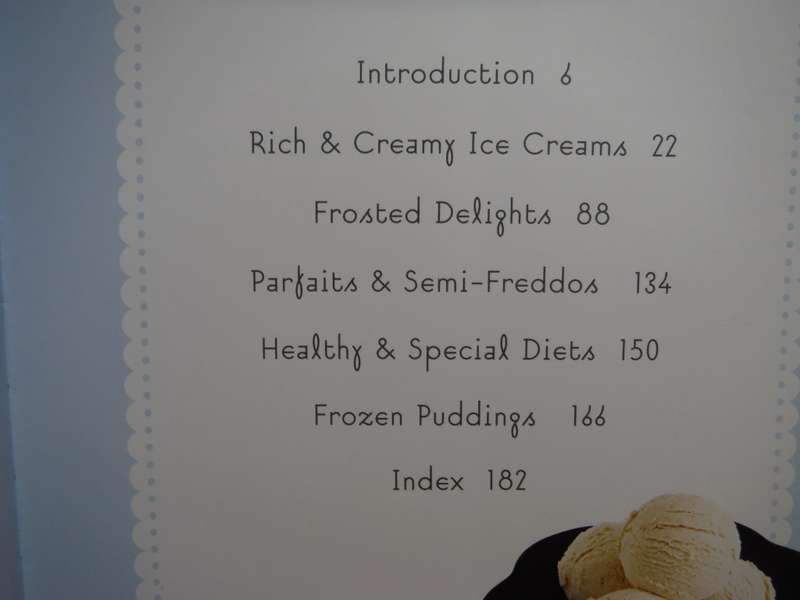 Introduction 6
Rich & Creamy Ice Creams 22
Frosted Delights 88
Parfaits & Semi-Freddos 134
Healthy & Special Diets 150
Frozen Puddings 166
Index 182